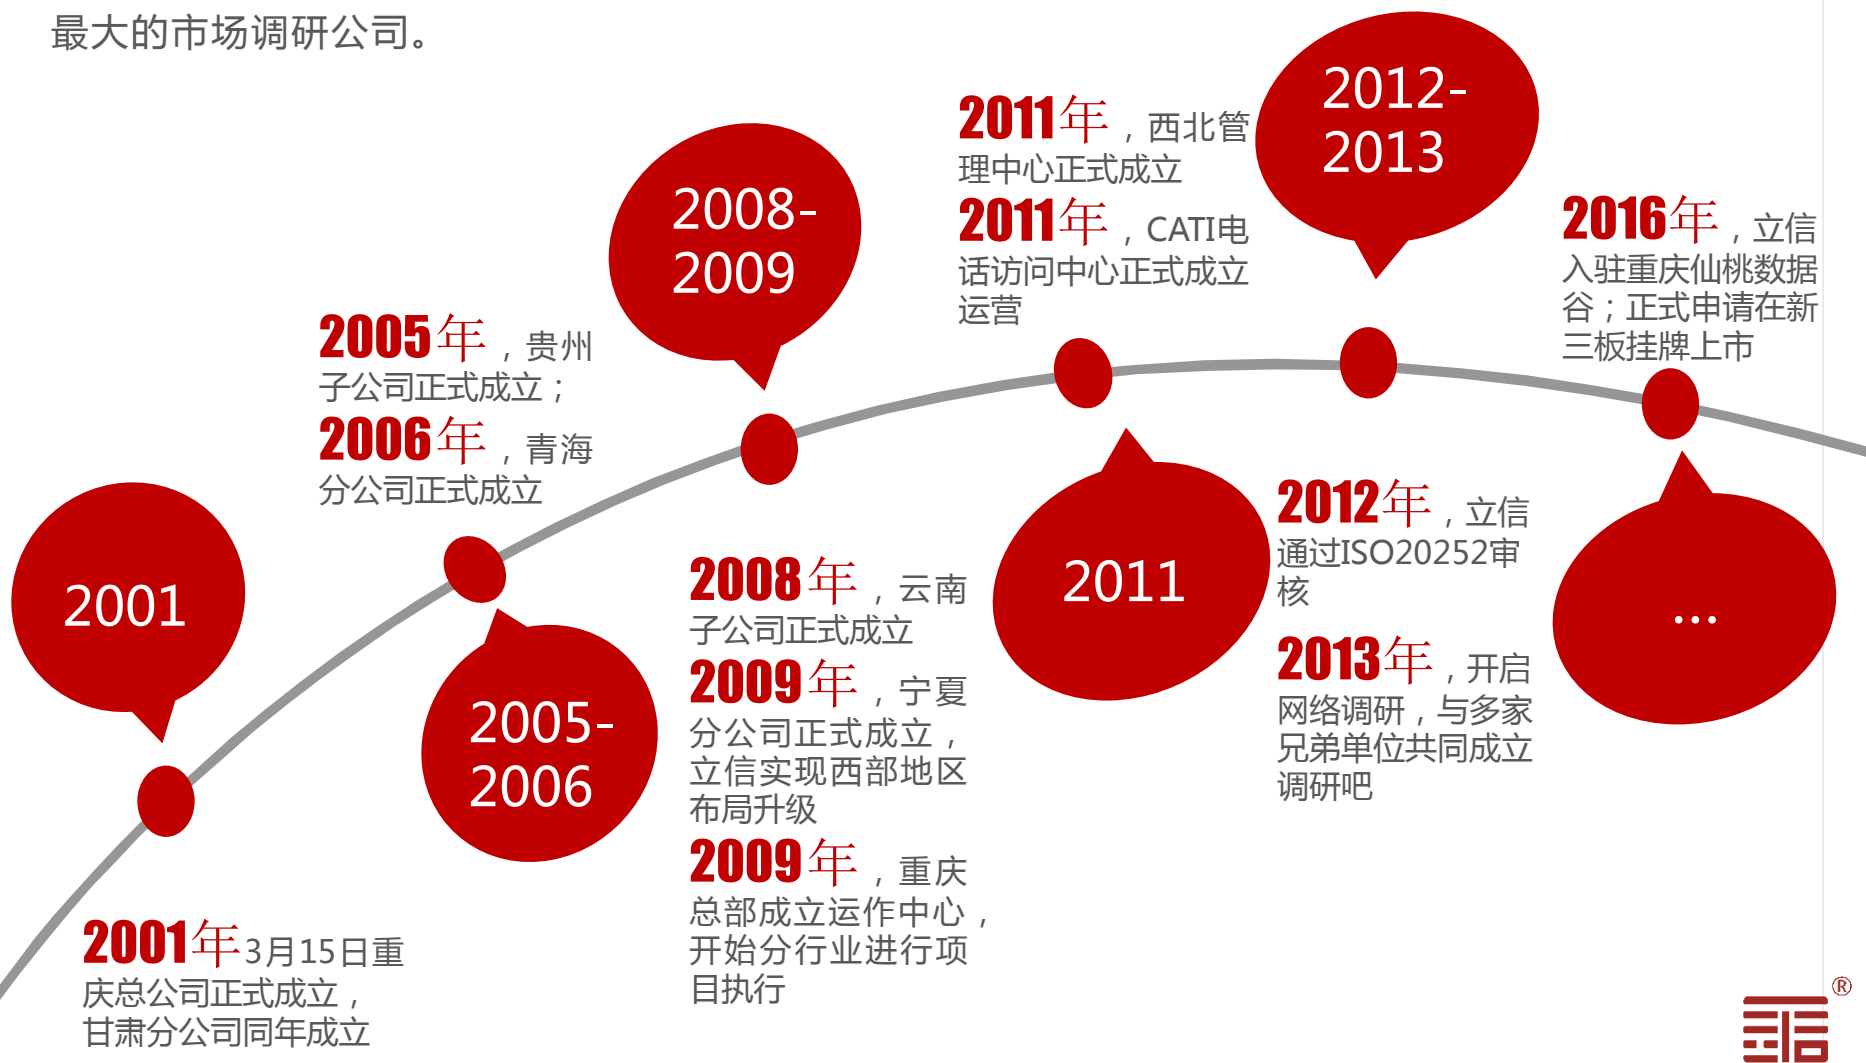 最大的市场调研公司。
2001
2001年3月15日重
庆总公司正式成立，
甘肃分公司同年成立
2005年，贵州
子公司正式成立；
2006年，青海
分公司正式成立
2005-
2006
2008-
2009
2008年，云南
子公司正式成立
2009年，宁夏
分公司正式成立，
立信实现西部地区
布局升级
2009年，重庆
总部成立运作中心，
开始分行业进行项
目执行
2011年，西北管
理中心正式成立
2011年，CATI电
话访问中心正式成立
运营
2011
2012-
2013
2012年，立信
通过ISO20252审
核
2013年，开启
网络调研，与多家
兄弟单位共同成立
调研吧
2016年，立信
入驻重庆仙桃数据
谷；正式申请在新
三板挂牌上市
…
®